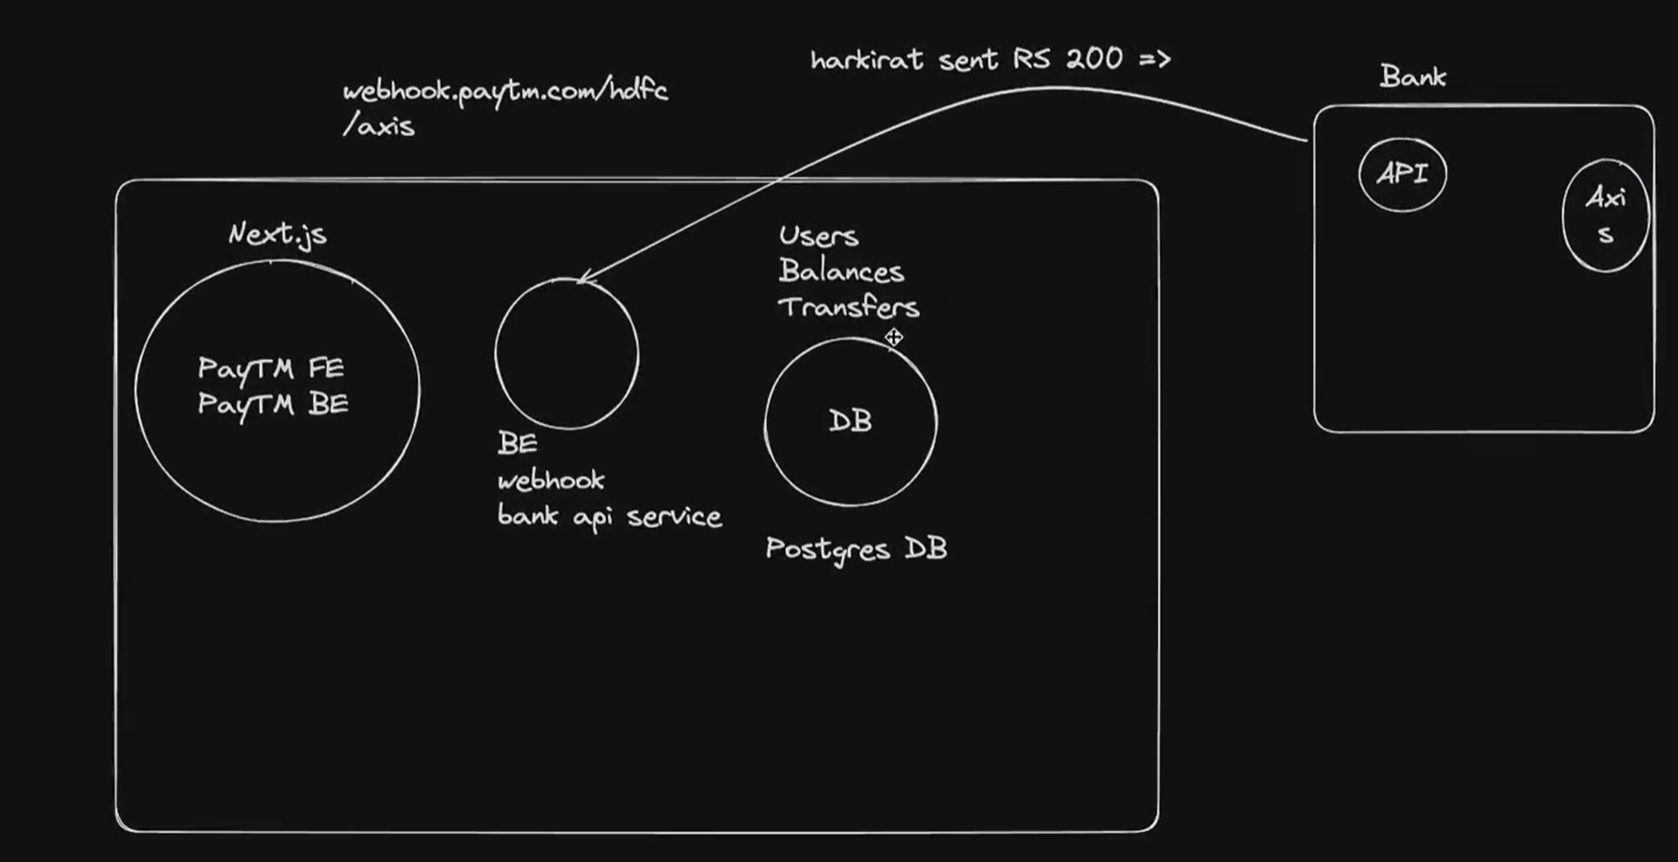 harkirat sent RS 200 =>
Bank
webhook.paytm.com/hdfc
/axis
API
Axi
s
Next.js
PayTM FE
PayTM BE
BE
webhook
bank api service
Users
Balances
Transfers
DB
Postgres DB